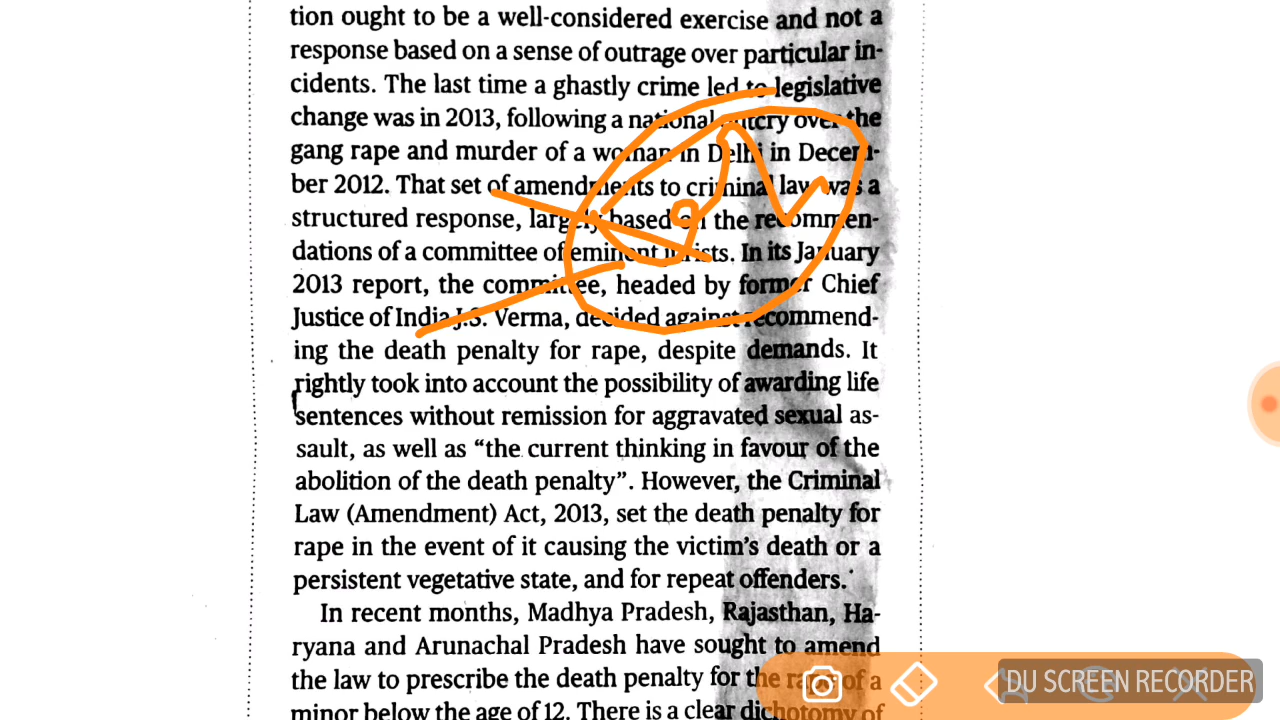 tion ought to be a well-considered exercise and not a
response based on a sense of outrage over particular in-
cidents. The last time a ghastly crime led to legislative
change was in 2013, following a national outcry over the
gang rape and murder of a woman in Delhi in Decem-
ber 2012. That set of amendments to criminal law was a
structured response, largely based on the recommen-
dations of a committee of eminent jurists. In its January
2013 report, the committee, headed by former Chief
Justice of India J.S. Verma, decided against recommend-
ing the death penalty for rape, despite demands. It
rightly took into account the possibility of awarding life
sentences without remission for aggravated sexual as-
sault, as well as “the current thinking in favour of the
abolition of the death penalty”. However, the Criminal
Law (Amendment) Act, 2013, set the death penalty for
rape in the event of it causing the victim’s death or a
persistent vegetative state, and for repeat offenders.
In recent months, Madhya Pradesh, Rajasthan, Ha-
ryana and Arunachal Pradesh have sought to amend
the law to prescribe the death penalty for the rape of a
minor below the age of 12. There is a clear dichotomy of
DU SCREEN RECORDER